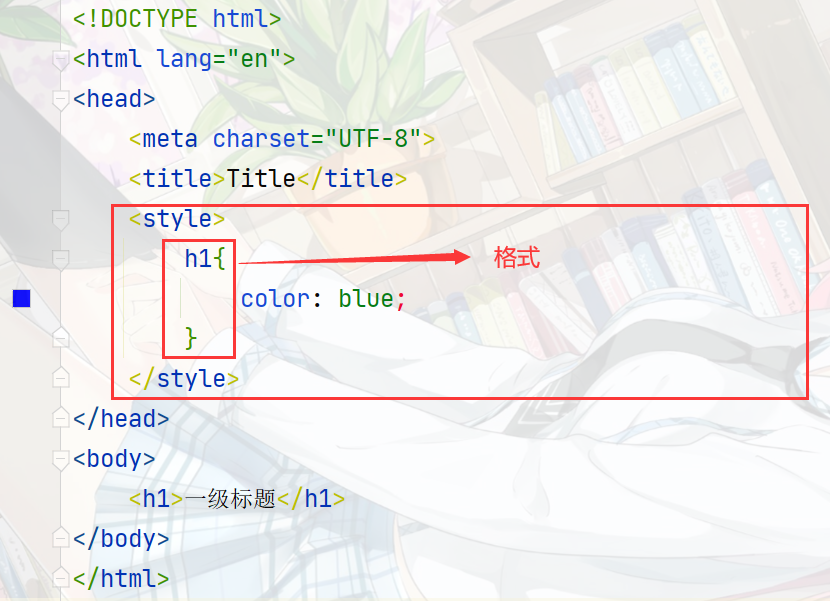 <!DOCTYPE html>
<html lang="en">
<head>
    <meta charset="UTF-8">
    <title>Title</title>
    <style>
        h1{ 格式
            color: blue;
        }
    </style>
</head>
<body>
    <h1>一级标题</h1>
</body>
</html>